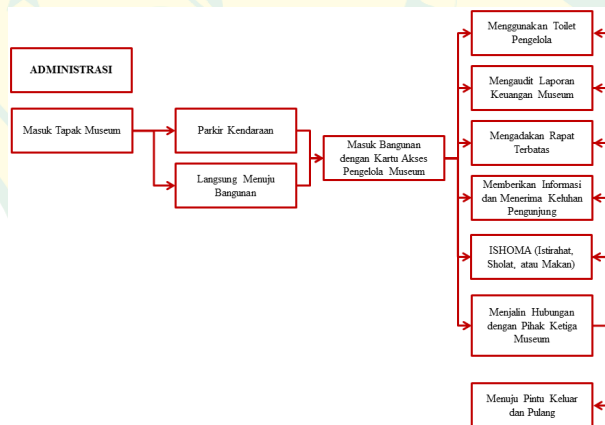 ADMINISTRASI
Masuk Tapak Museum
Parkir Kendaraan
Langsung Menuju
Bangunan
Masuk Bangunan
dengan Kartu Akses
Pengelola Museum
Menggunakan Toilet
Pengelola
Mengaudit Laporan
Keuangan Museum
Mengadakan Rapat
Terbatas
Memberikan Informasi
dan Menerima Keluhan
Pengunjung
ISHOMA (Istirahat,
Sholat, atau Makan)
Menjalin Hubungan
dengan Pihak Ketiga
Museum
Menuju Pintu Keluar
dan Pulang